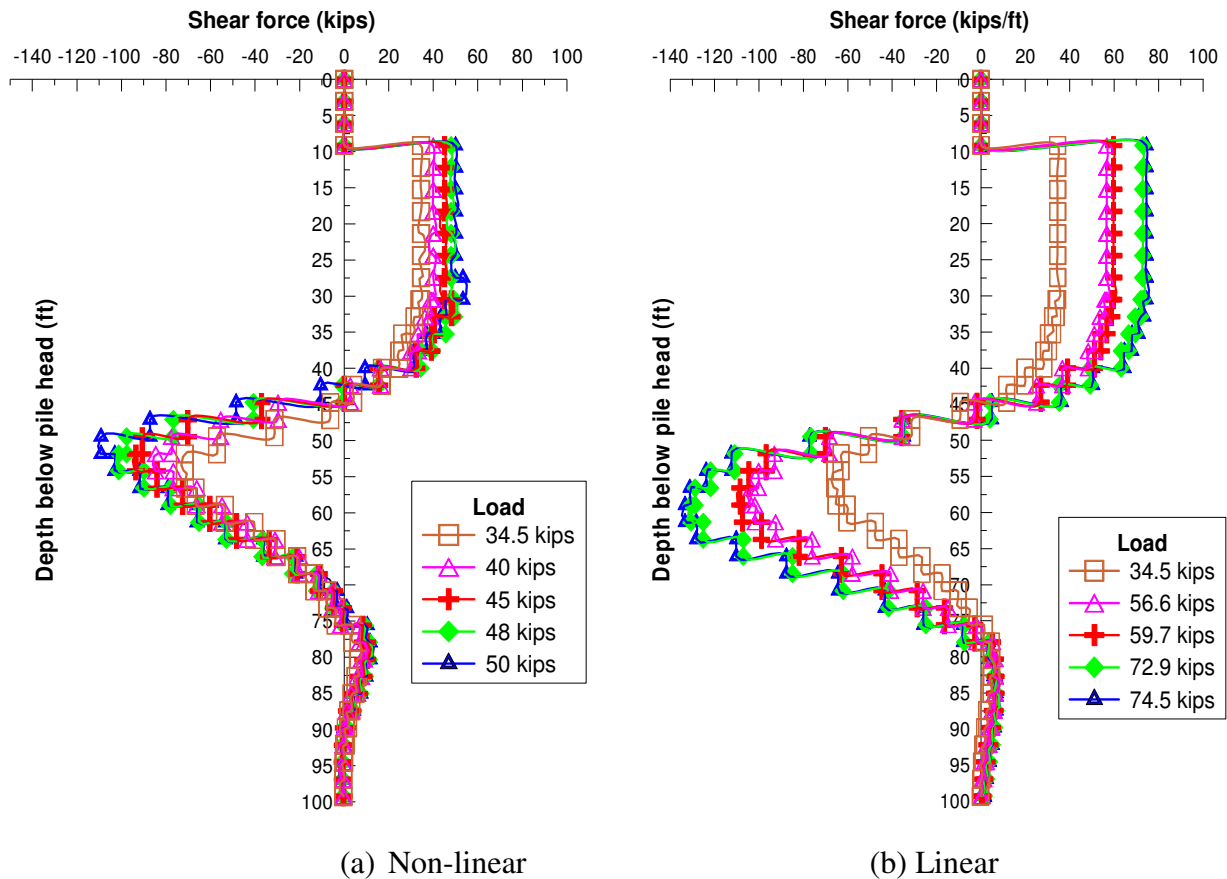 Shear force (kips)
-140 -120 -100 -80 -60 -40 -20 0 20 40 60 80 100
Depth below pile head (ft)
0
5
10
15
20
25
30
35
40
45
50
55
60
65
70
75
80
85
90
95
100
Load
34.5 kips
40 kips
45 kips
48 kips
50 kips
(a) Non-linear
Shear force (kips/ft)
-140 -120 -100 -80 -60 -40 -20 0 20 40 60 80 100
Depth below pile head (ft)
0
5
10
15
20
25
30
35
40
45
50
55
60
65
70
75
80
85
90
95
100
Load
34.5 kips
56.6 kips
59.7 kips
72.9 kips
74.5 kips
(b) Linear